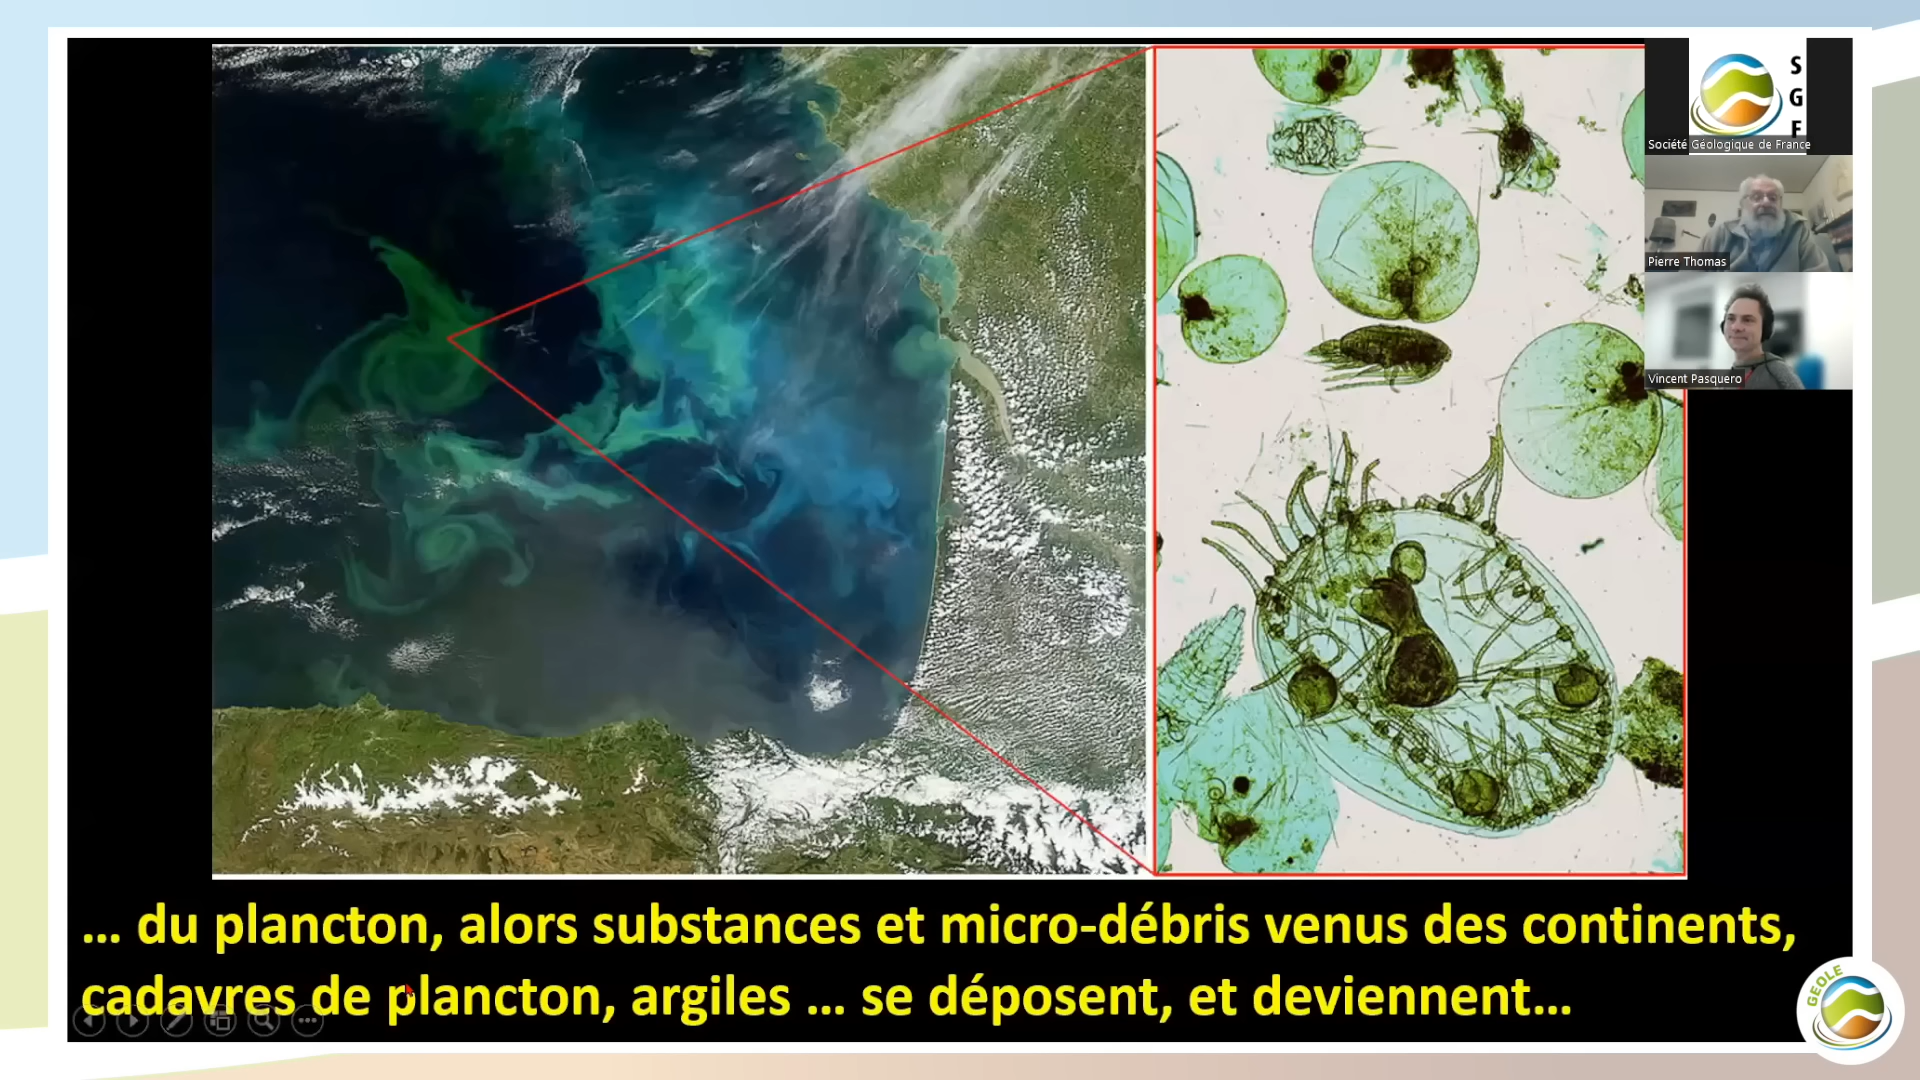 S
G
F
Société Géologique de France
Pierre Thomas
Vincent Pasquero
… du plancton, alors substances et micro-débris venus des continents,
cadavres de plancton, argiles … se déposent, et deviennent…
GEOLE